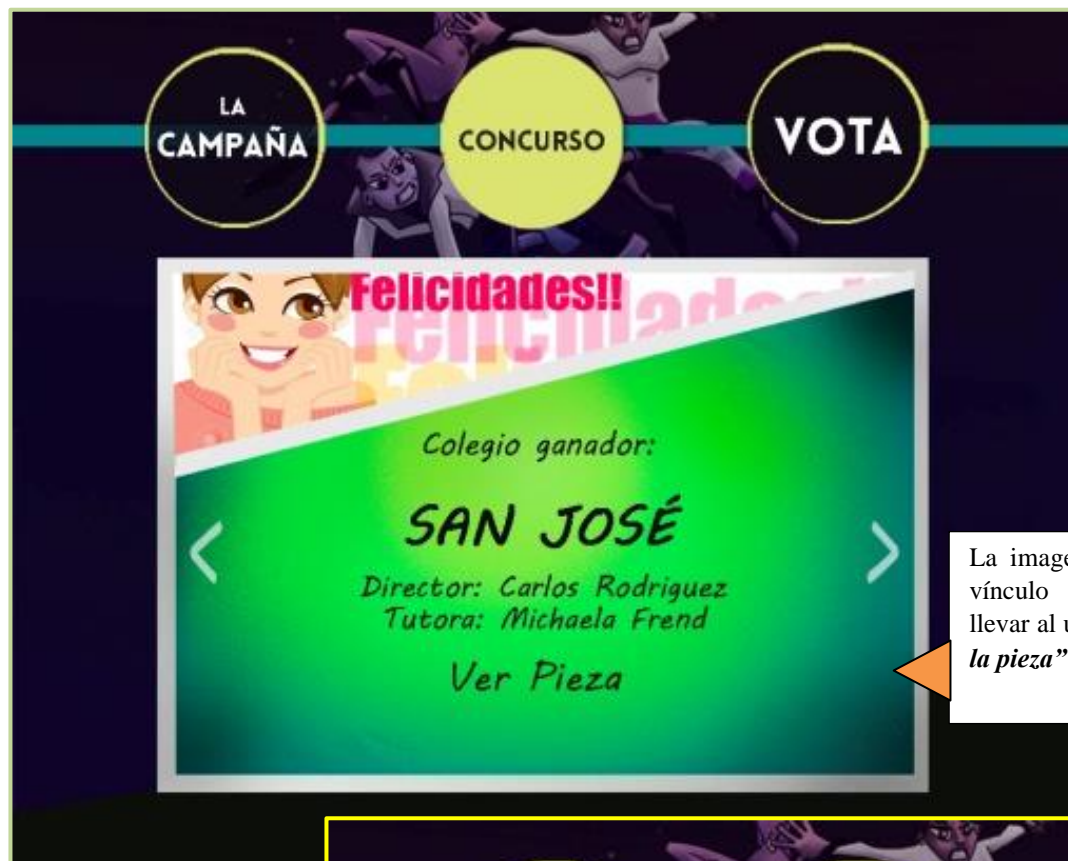 LA
CAMPAÑA
CONCURSO
VOTA
Felicidades!!
Felicidades!!
Colegio ganador:
SAN JOSÉ
Director: Carlos Rodriguez
Tutora: Michaela Frend
Ver Pieza
La
vínculo
llevar al
la pieza”